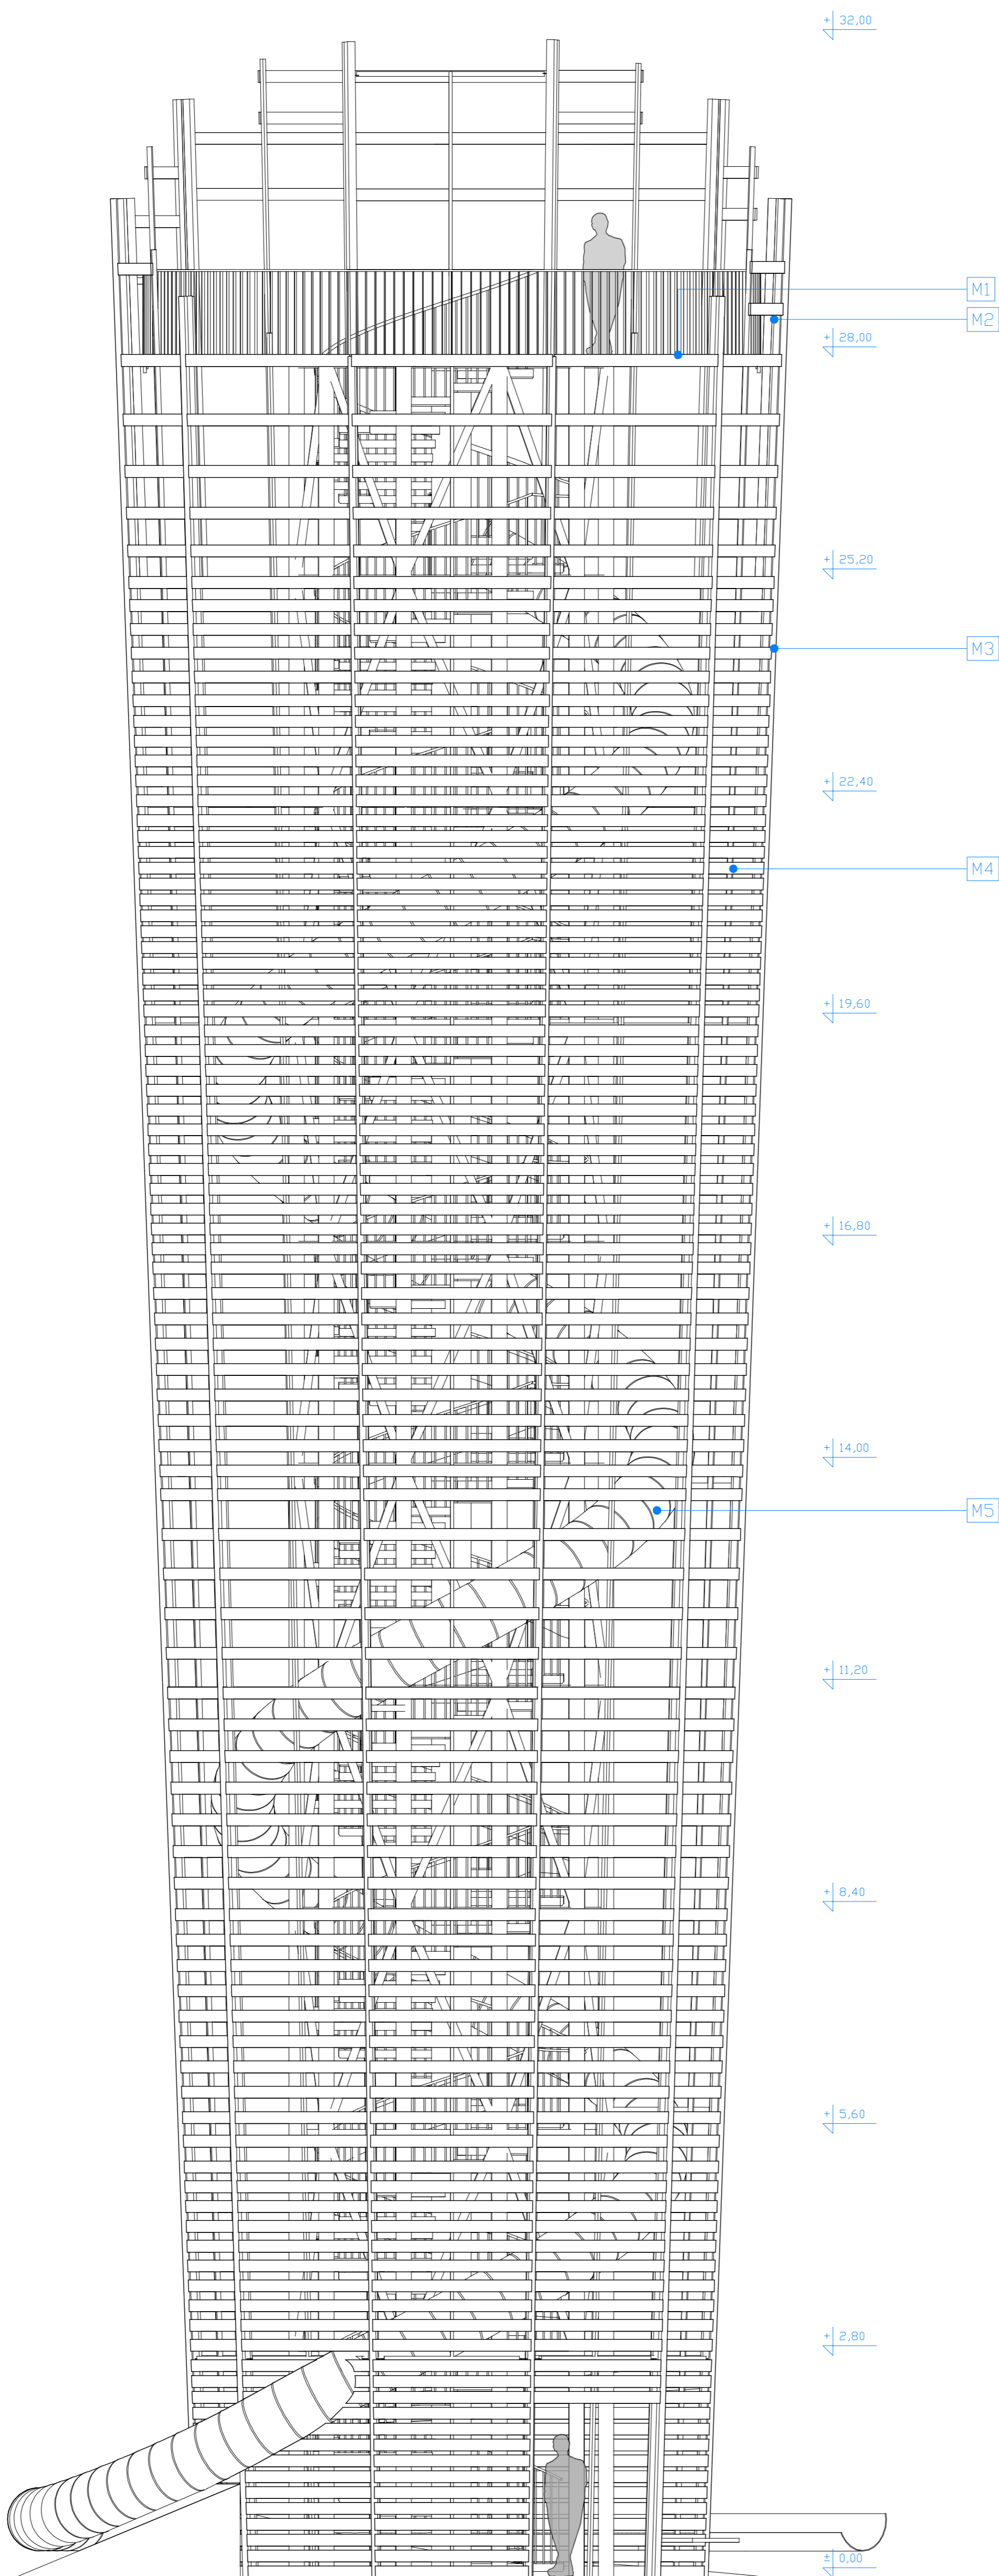 + 32,00
M1
M2
+ 28,00
+ 25,20
M3
+ 22,40
M4
+ 19,60
+ 16,80
+ 14,00
M5
+ 11,20
+ 8,40
+ 5,60
+ 2,80
± 0,00